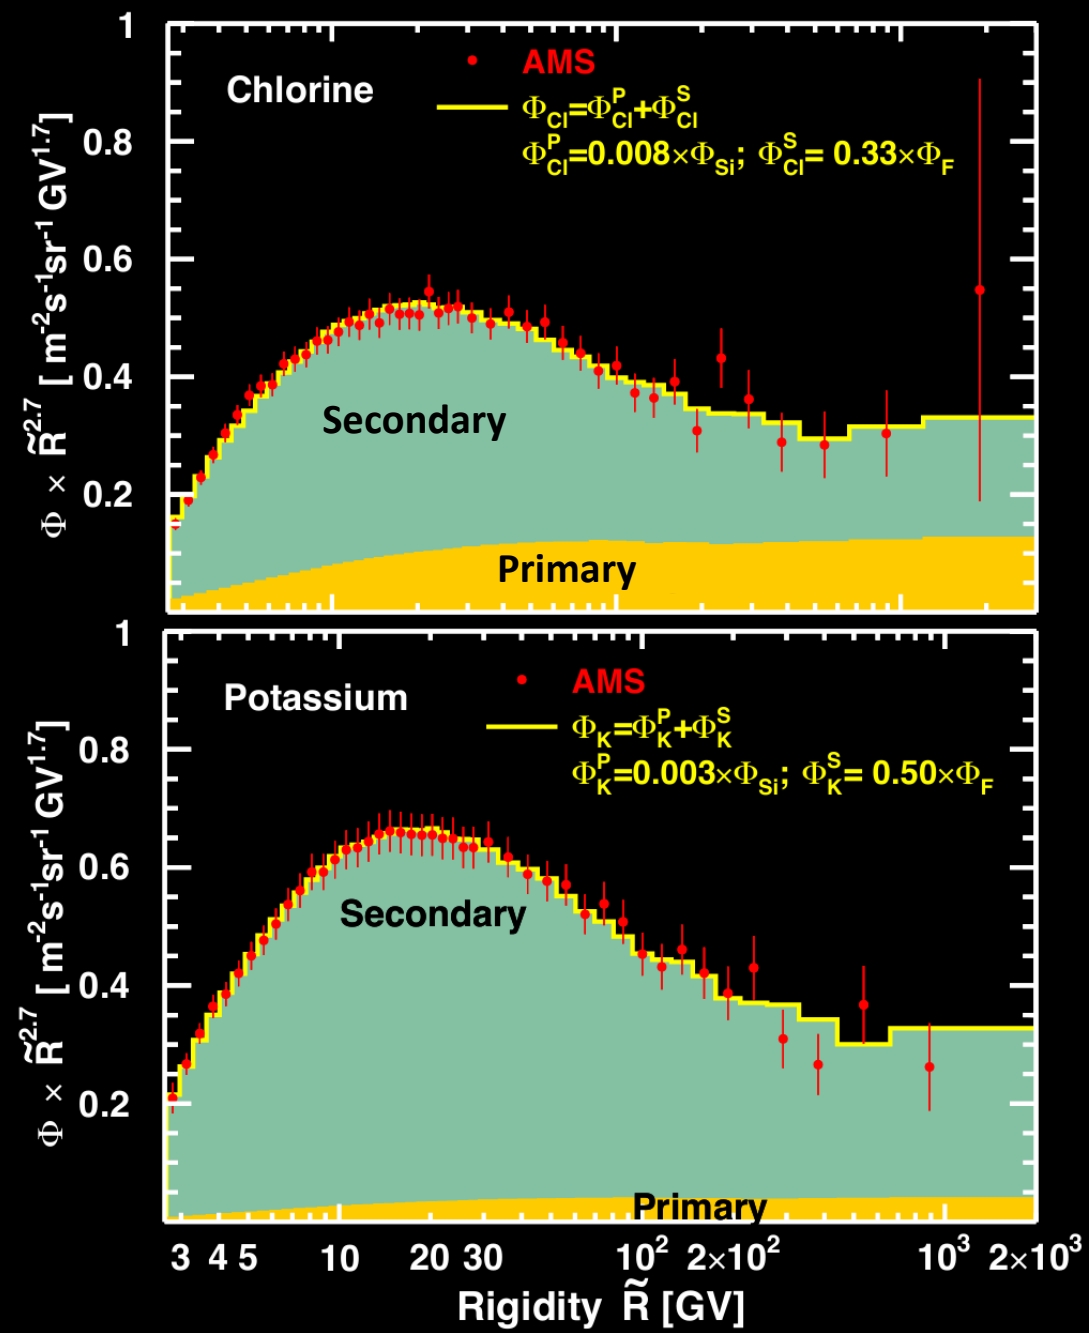 1
Chlorine
AMS
Φ_Cl=Φ^P_Cl+Φ^S_Cl
Φ^P_Cl=0.008×Φ_Si; Φ^S_Cl= 0.33×Φ_F
0.8
0.6
0.4
0.2
Φ × R̃^2.7 [ m^-2s^-1sr^-1 GV^1.7]
Secondary
Primary
1
Potassium
AMS
Φ_K=Φ^P_K+Φ^S_K
Φ^P_K=0.003×Φ_Si; Φ^S_K= 0.50×Φ_F
0.8
0.6
0.4
0.2
Φ × R̃^2.7 [ m^-2s^-1sr^-1 GV^1.7]
Secondary
Primary
3 4 5 10 20 30 10^2 2×10^2 10^3 2×10^3
Rigidity R̃ [GV]